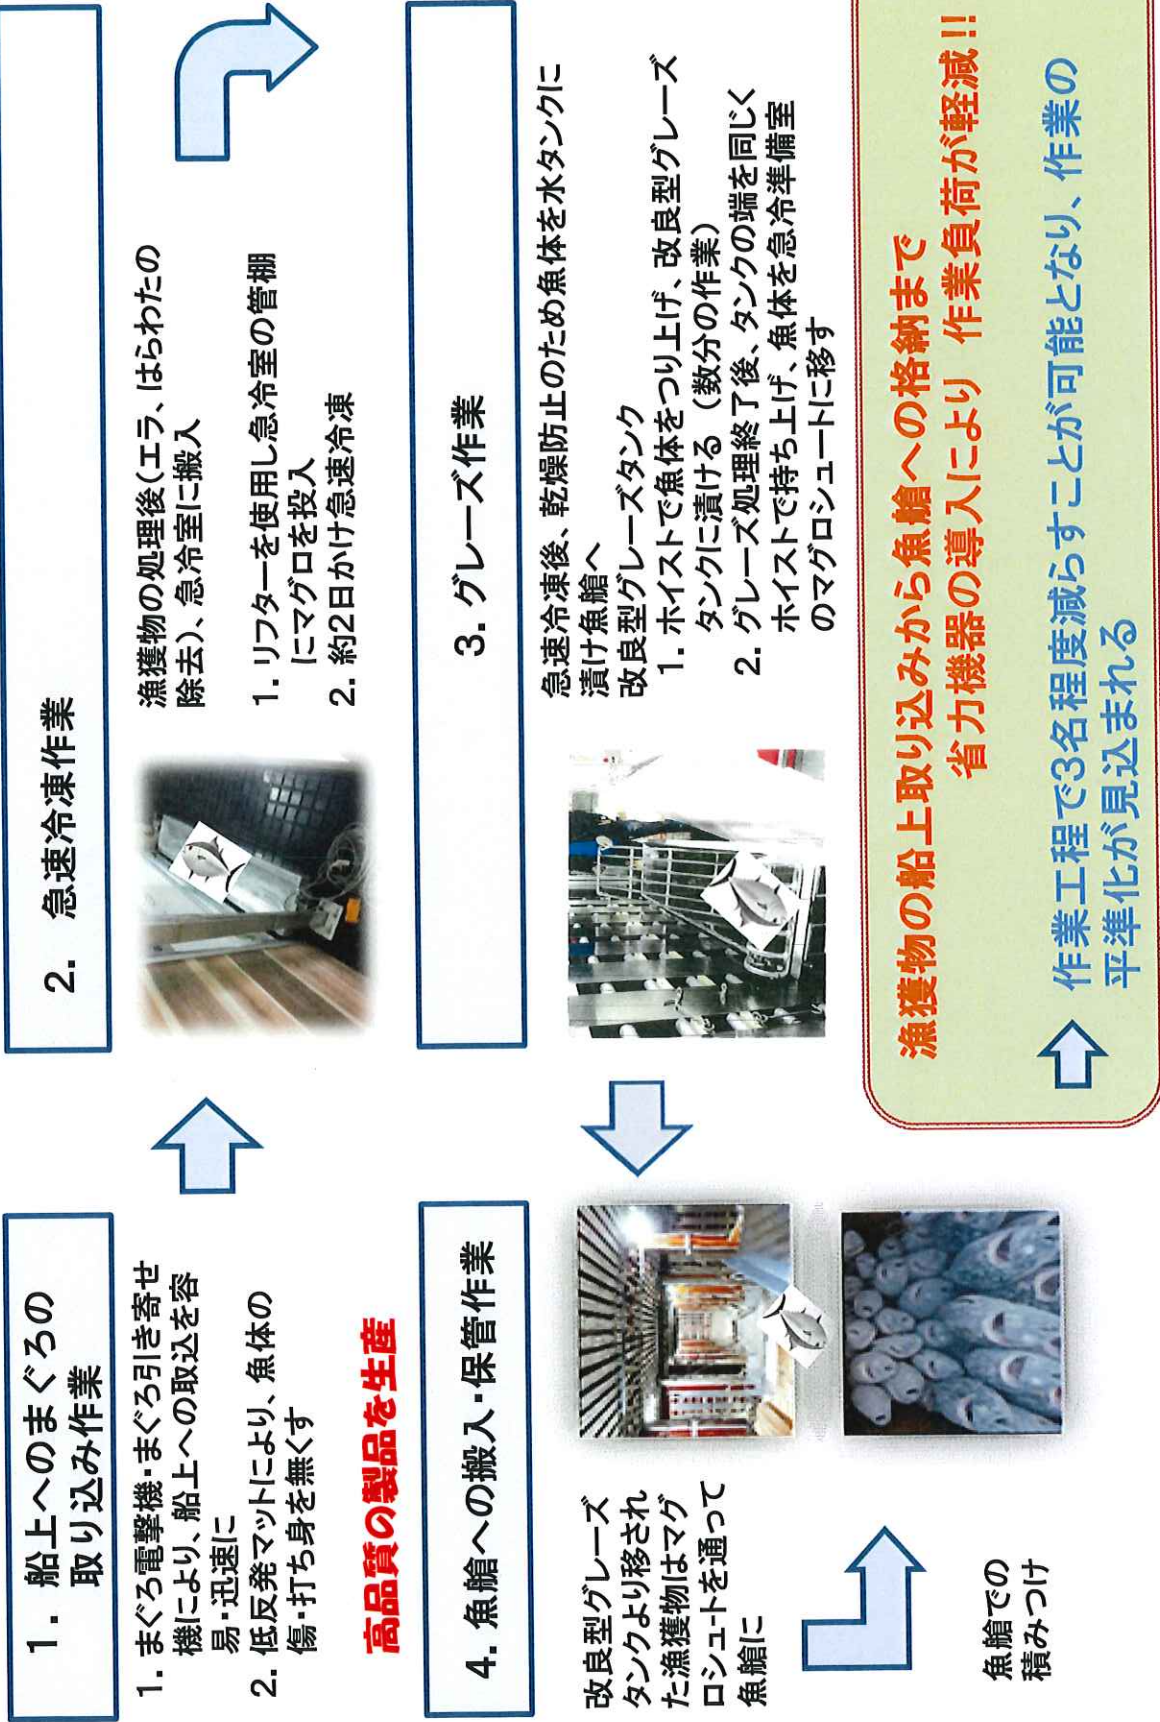 1. 船上へのまぐろの
取り込み作業
1. まぐろ電撃機・まぐろ引き寄せ
機により、船上への取込を容
易・迅速に
2. 低反発マットにより、魚体の
傷・打ち身を無くす
高品質の製品を生産
2. 急速冷凍作業
漁獲物の処理後(エラ、はらわたの
除去)、急冷室に搬入
1. リフターを使用し急冷室の管棚
にマグロを投入
2. 約2日かけ急速冷凍
3. グレーズ作業
急速冷凍後、乾燥防止のため魚体を水タンクに
漬け魚艙へ
改良型グレーズタンク
1. ホイストで魚体をつり上げ、改良型グレーズ
タンクに漬ける (数分の作業)
2. グレーズ処理終了後、タンクの端を同じく
ホイストで持ち上げ、魚体を急冷準備室
のマグロシュートに移す
4. 魚艙への搬入・保管作業
改良型グレーズ
タンクより移され
た漁獲物はマグ
ロシュートを通って
魚艙に
魚艙での
積みつけ
漁獲物の船上取り込みから魚艙への格納まで
省力機器の導入により 作業負荷が軽減!!
作業工程で3名程度減らすことが可能となり、作業の
平準化が見込まれる